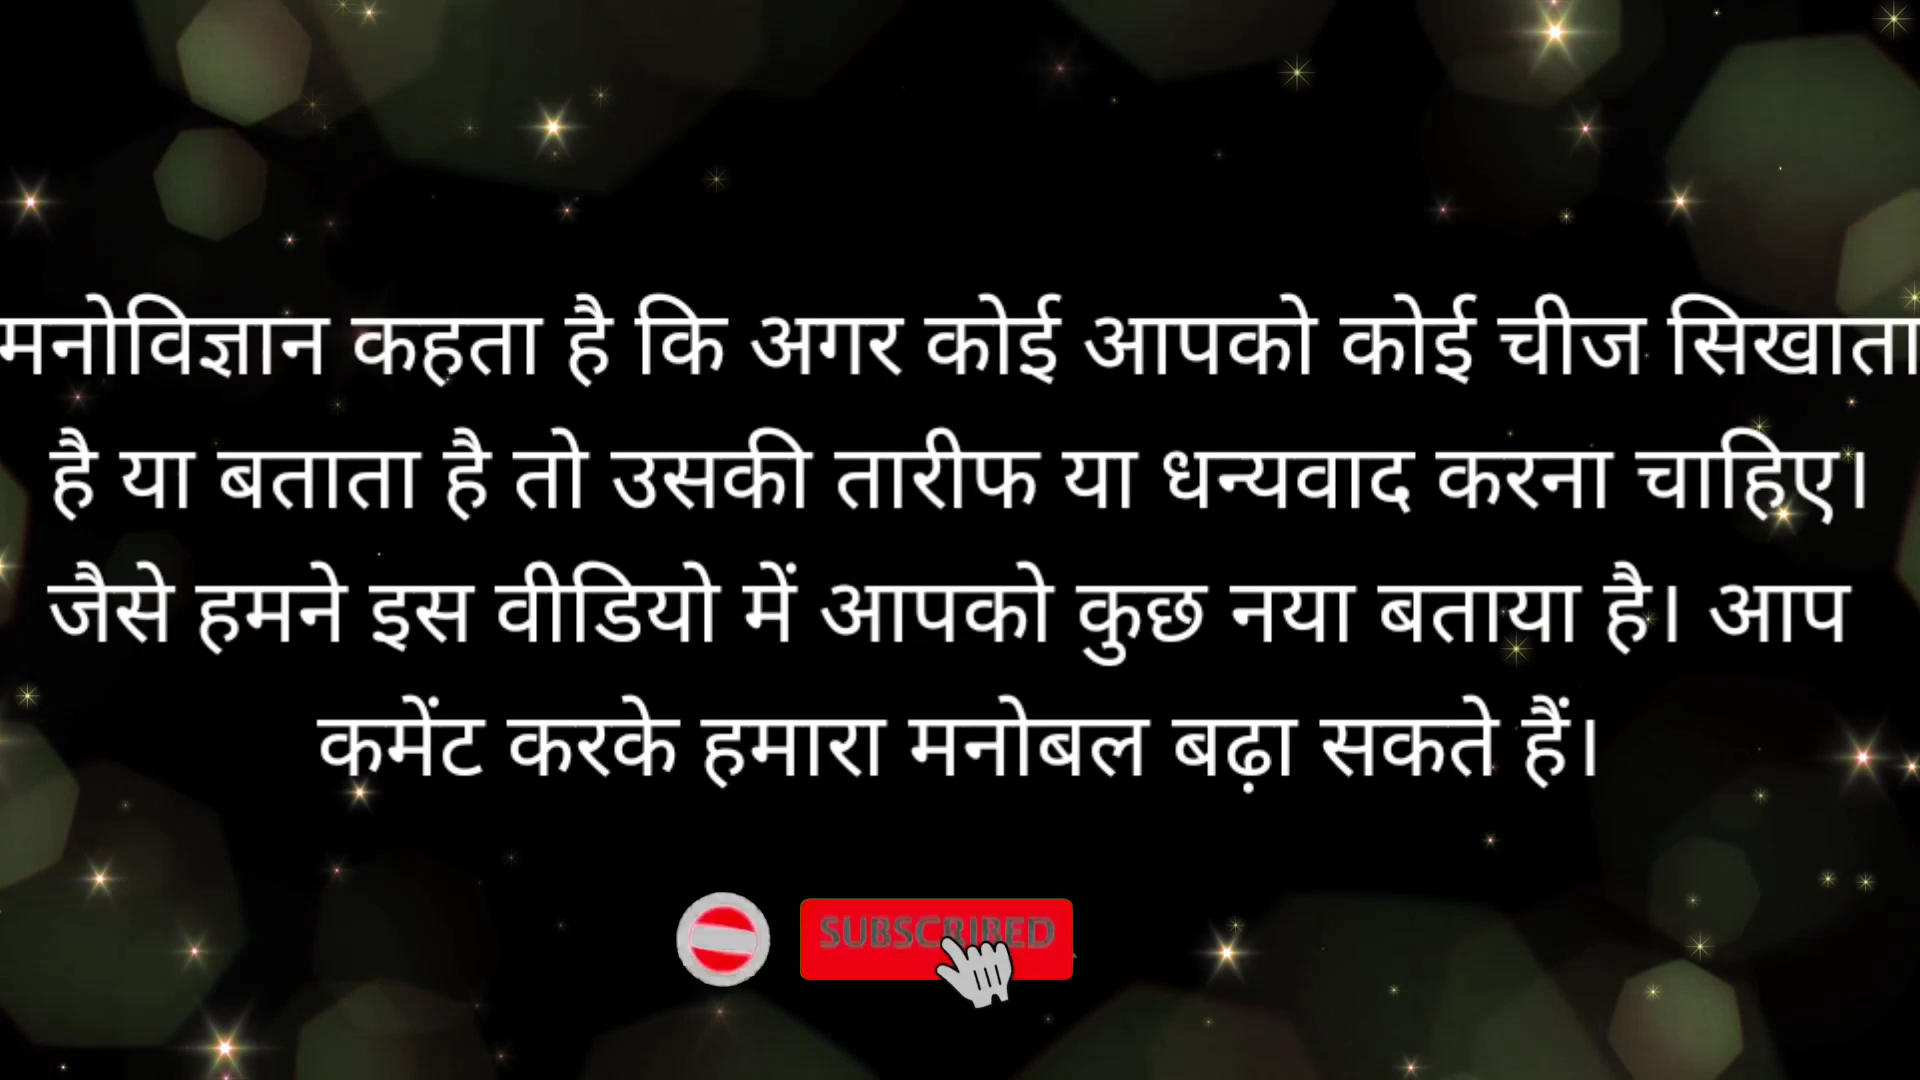 मनोविज्ञान कहता है कि अगर कोई आपको कोई चीज सिखाता
है या बताता है तो उसकी तारीफ या धन्यवाद करना चाहिए।
जैसे हमने इस वीडियो में आपको कुछ नया बताया है। आप
कमेंट करके हमारा मनोबल बढ़ा सकते हैं।
SUBSCRIBED